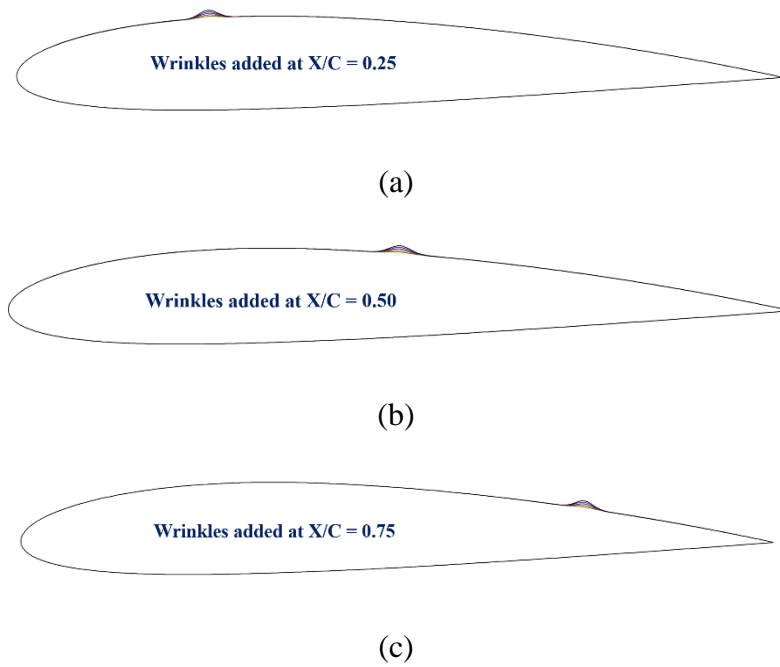 Wrinkles added at X/C = 0.25
(a)
Wrinkles added at X/C = 0.50
(b)
Wrinkles added at X/C = 0.75
(c)